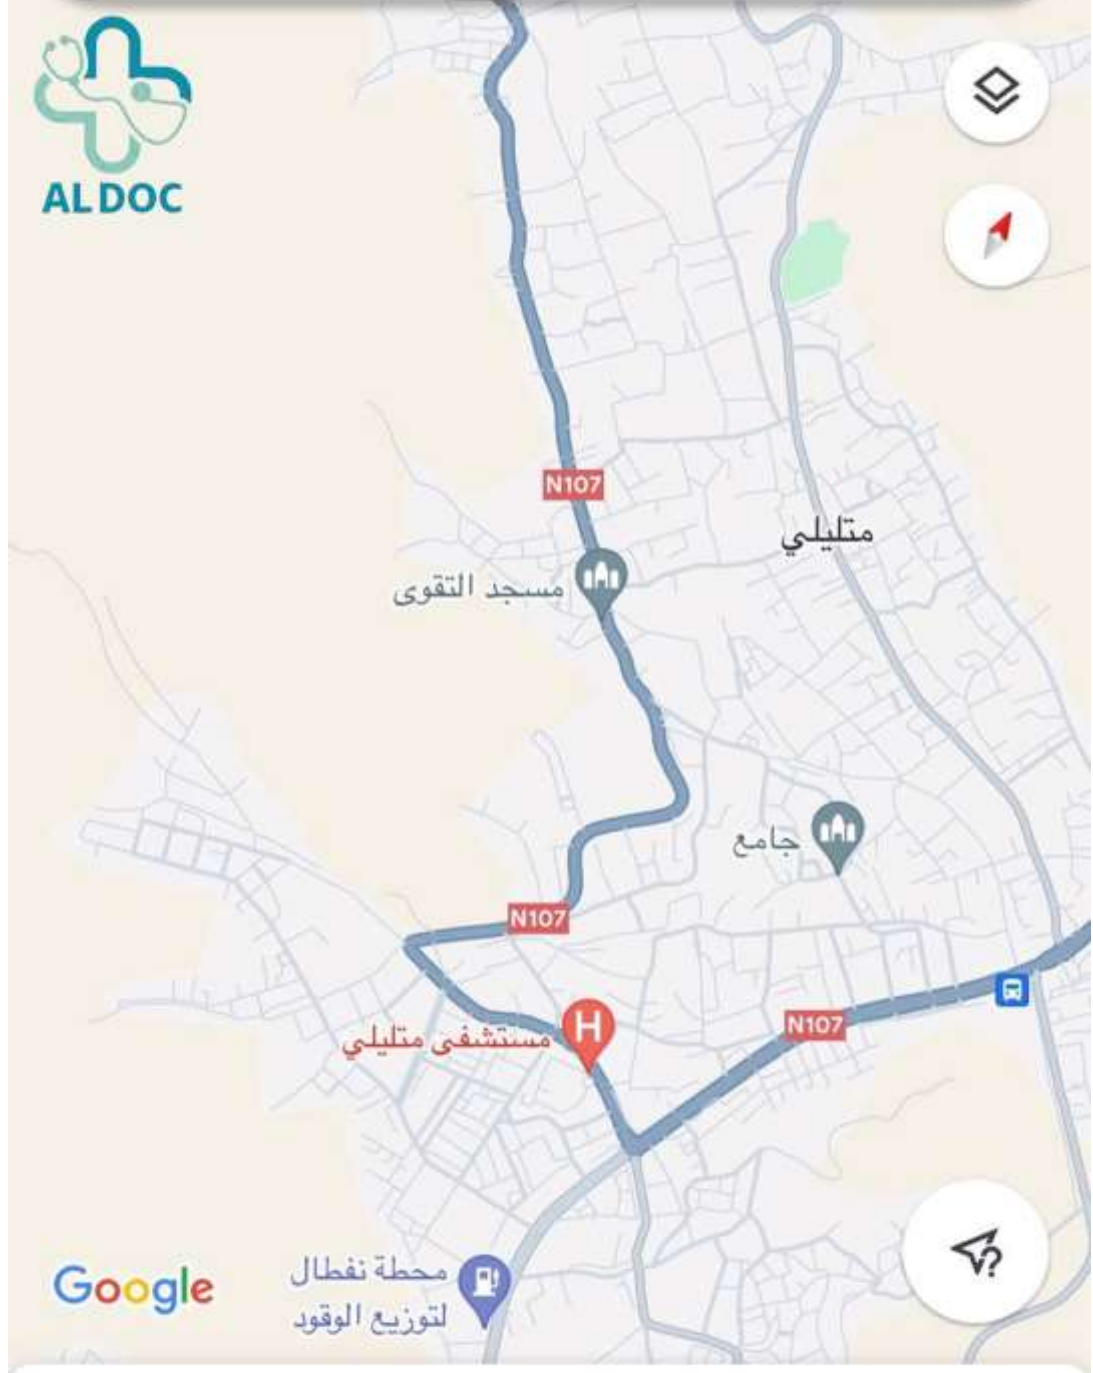 AL DOC
N107
متليلي
مسجد التقوى
جامع
N107
H
مستشفى متليلي
N107
محطة نفطال
لتوزيع الوقود
Google
?